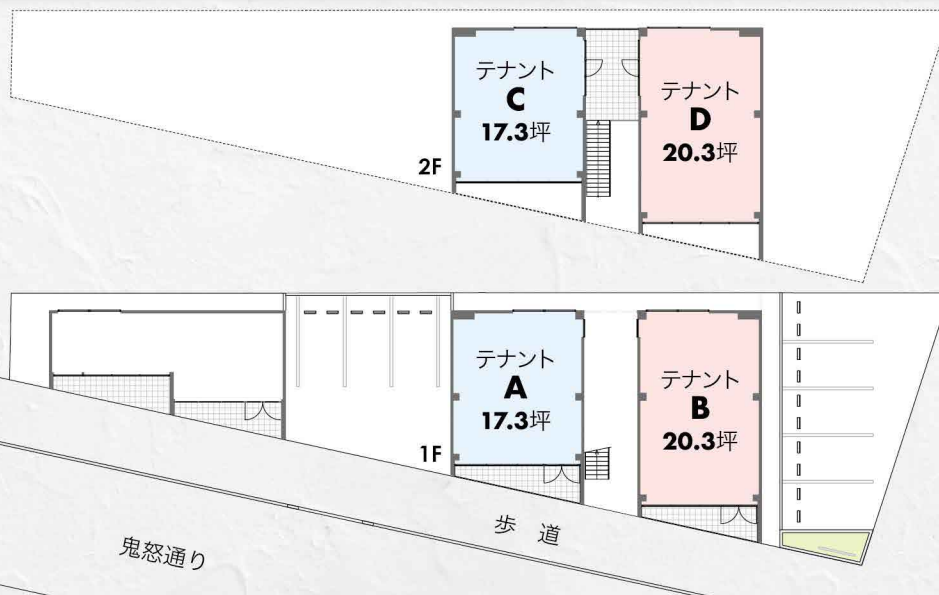 テナント
C
17.3坪
テナント
D
20.3坪
2F
テナント
A
17.3坪
テナント
B
20.3坪
1F
歩 道
鬼怒通り